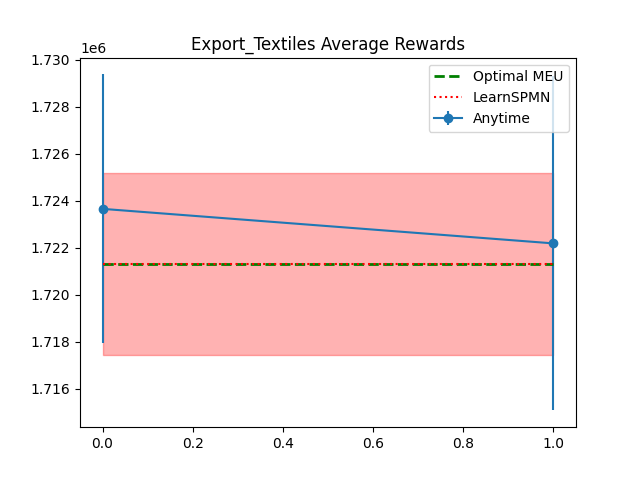 Export_Textiles Average Rewards
1e6
1.730
1.728
1.726
1.724
1.722
1.720
1.718
1.716
0.0 0.2 0.4 0.6 0.8 1.0
Optimal MEU
LearnSPMN
Anytime